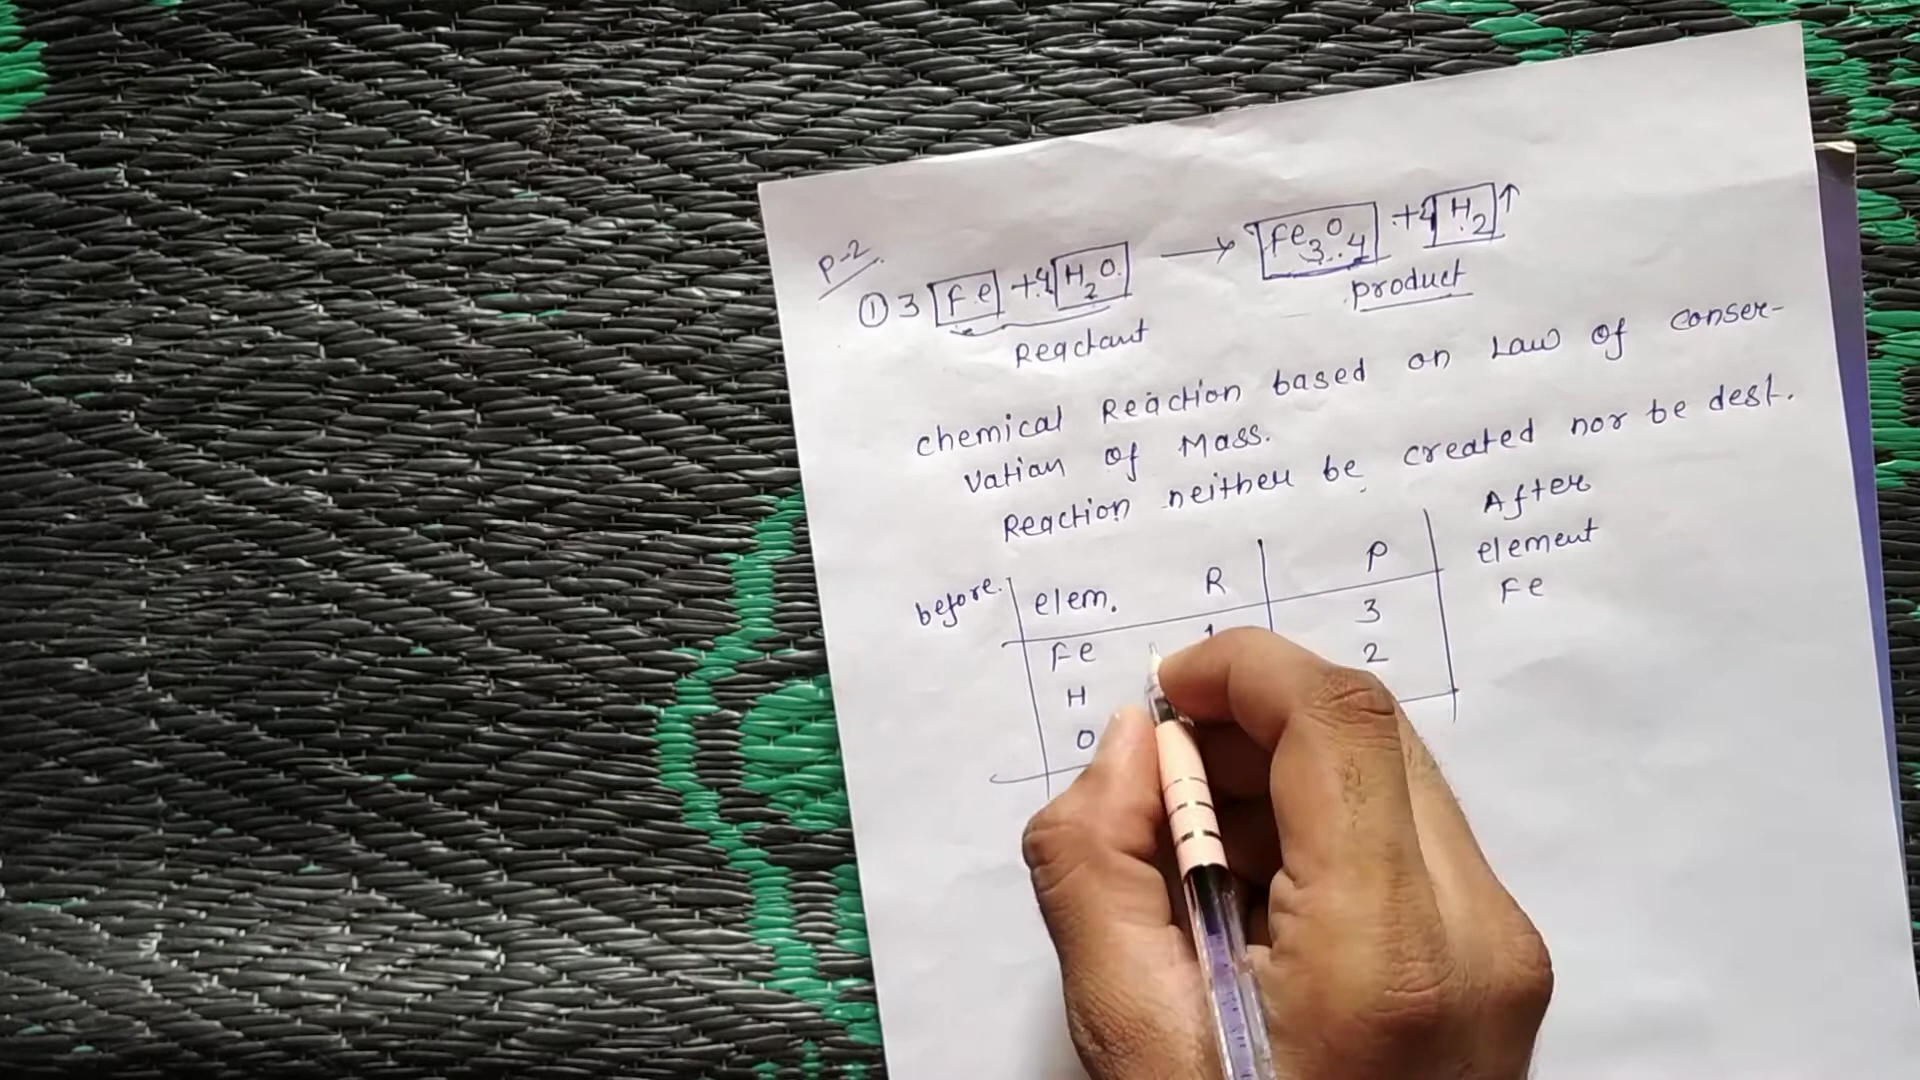 P-2.
① 3 Fe + 4 H2O. → Fe3O4 + 4 H2 ↑
Reactant product
chemical Reaction based on Law of conser-
vation of Mass.
Reaction neither be created nor be dest.
before. elem. R P After
element
Fe 1 3 Fe
H 2
O